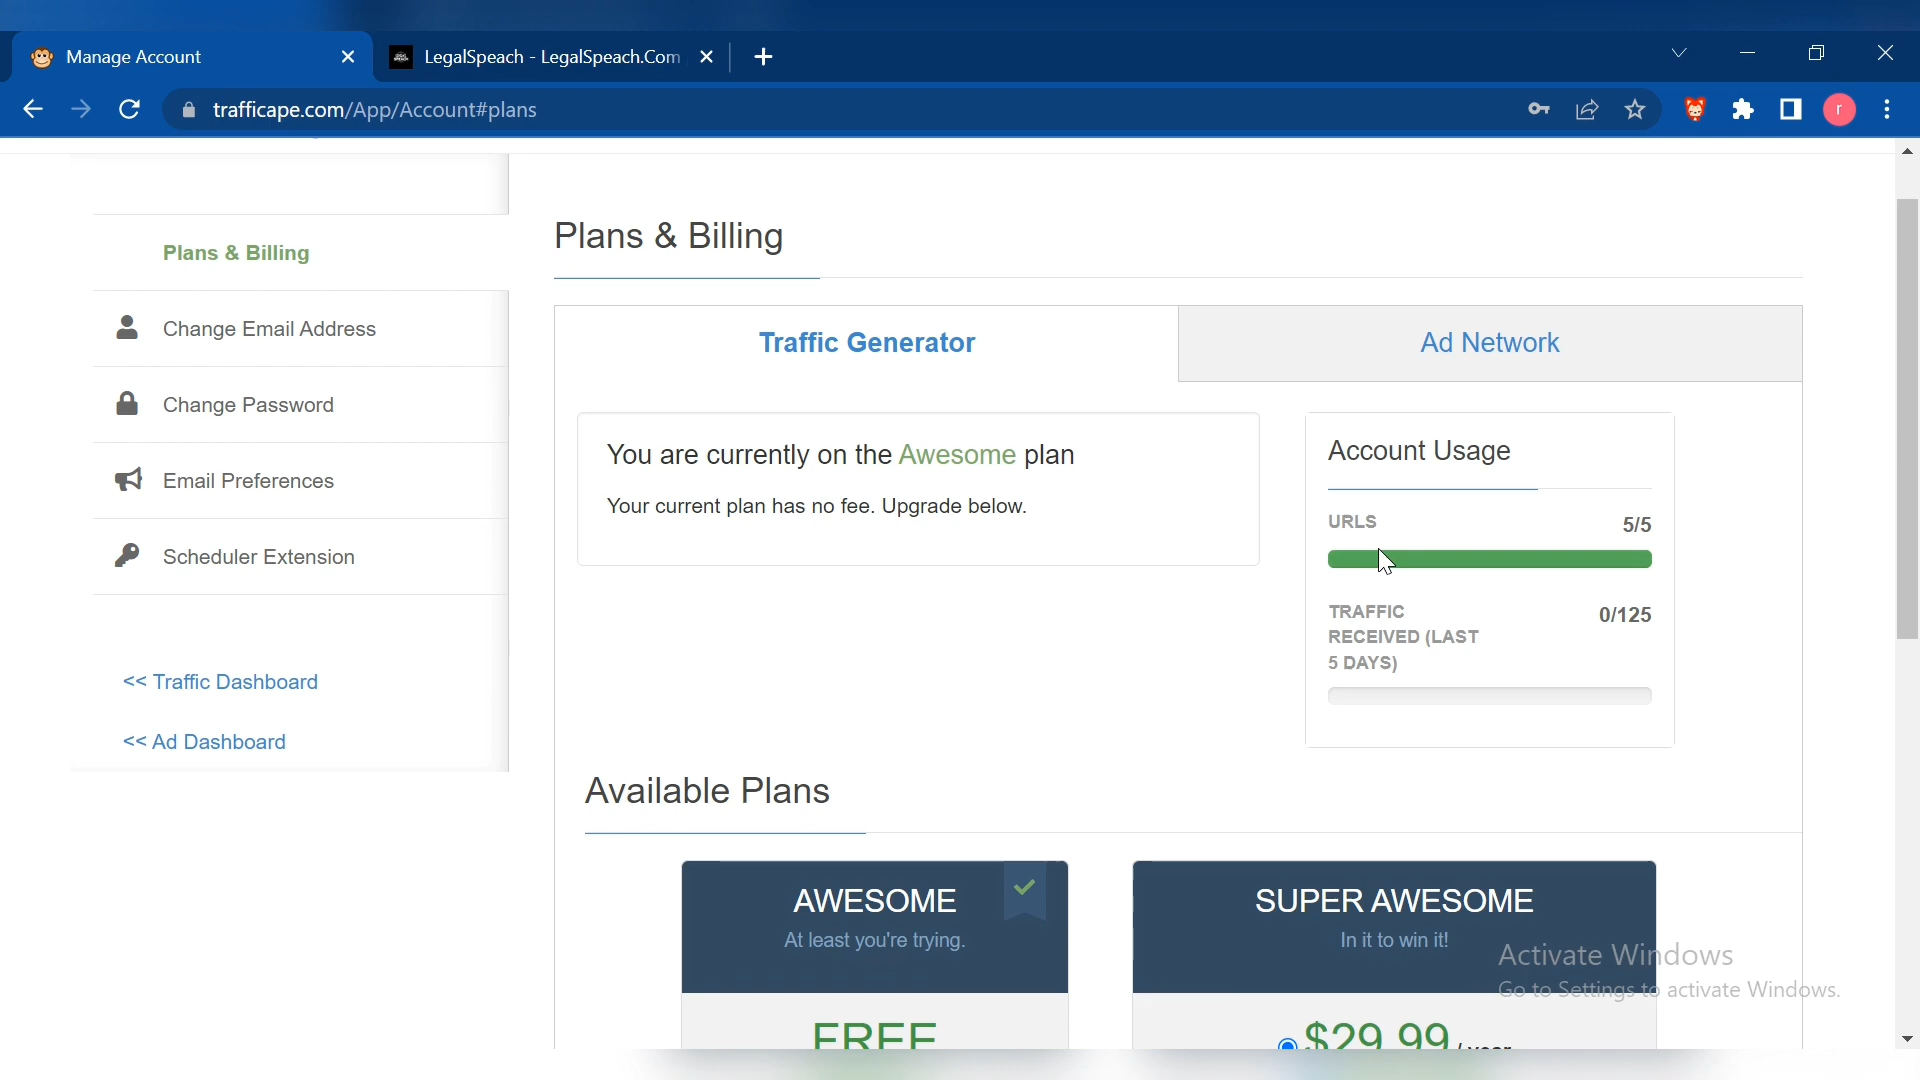 Manage Account
LegalSpeach - LegalSpeach.Com
trafficape.com/App/Account#plans
r
Plans & Billing
Change Email Address
Change Password
Email Preferences
Scheduler Extension
<< Traffic Dashboard
<< Ad Dashboard
Plans & Billing
Traffic Generator
Ad Network
You are currently on the Awesome plan
Your current plan has no fee. Upgrade below.
Account Usage
URLS 5/5
TRAFFIC 0/125
RECEIVED (LAST
5 DAYS)
Available Plans
AWESOME
At least you're trying.
FREE
SUPER AWESOME
In it to win it!
$29.99 / year
Activate Windows
Go to Settings to activate Windows.